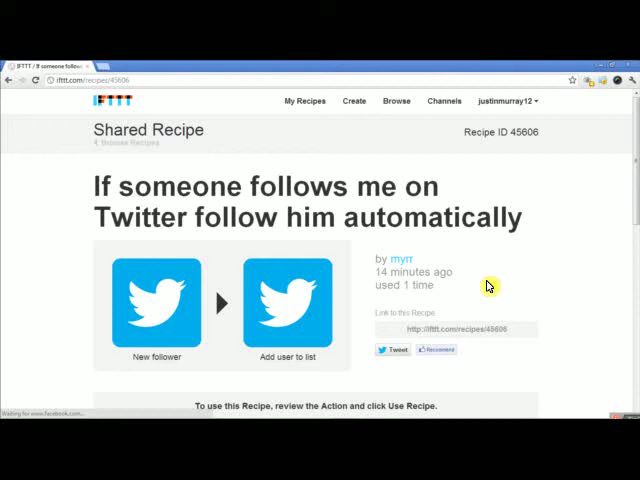 IFTTT / If someone follows
ifttt.com/recipes/45606
IFTTT
My Recipes Create Browse Channels justinmurray12
Shared Recipe
Recipe ID 45606
Browse Recipes
If someone follows me on
Twitter follow him automatically
by myrr
14 minutes ago
used 1 time
Link to this Recipe
http://ifttt.com/recipes/45606
Tweet Recommend
New follower Add user to list
To use this Recipe, review the Action and click Use Recipe.
Waiting for www.facebook.com...